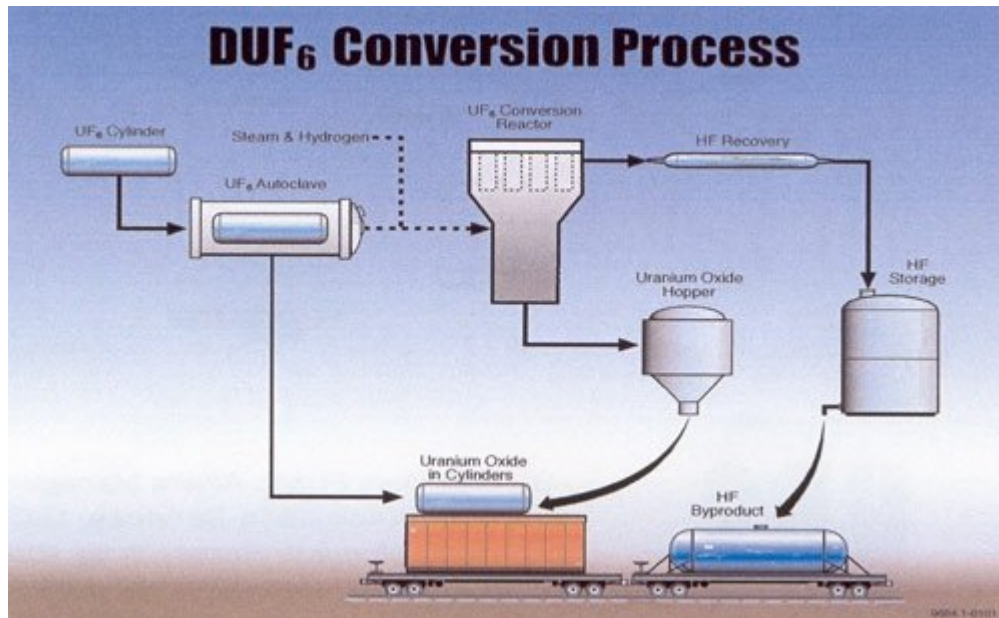 DUF₆ Conversion Process
UF₆ Conversion
Reactor
UF₆ Cylinder
Steam & Hydrogen
HF Recovery
UF₆ Autoclave
HF
Storage
Uranium Oxide
Hopper
Uranium Oxide
in Cylinders
HF
Byproduct